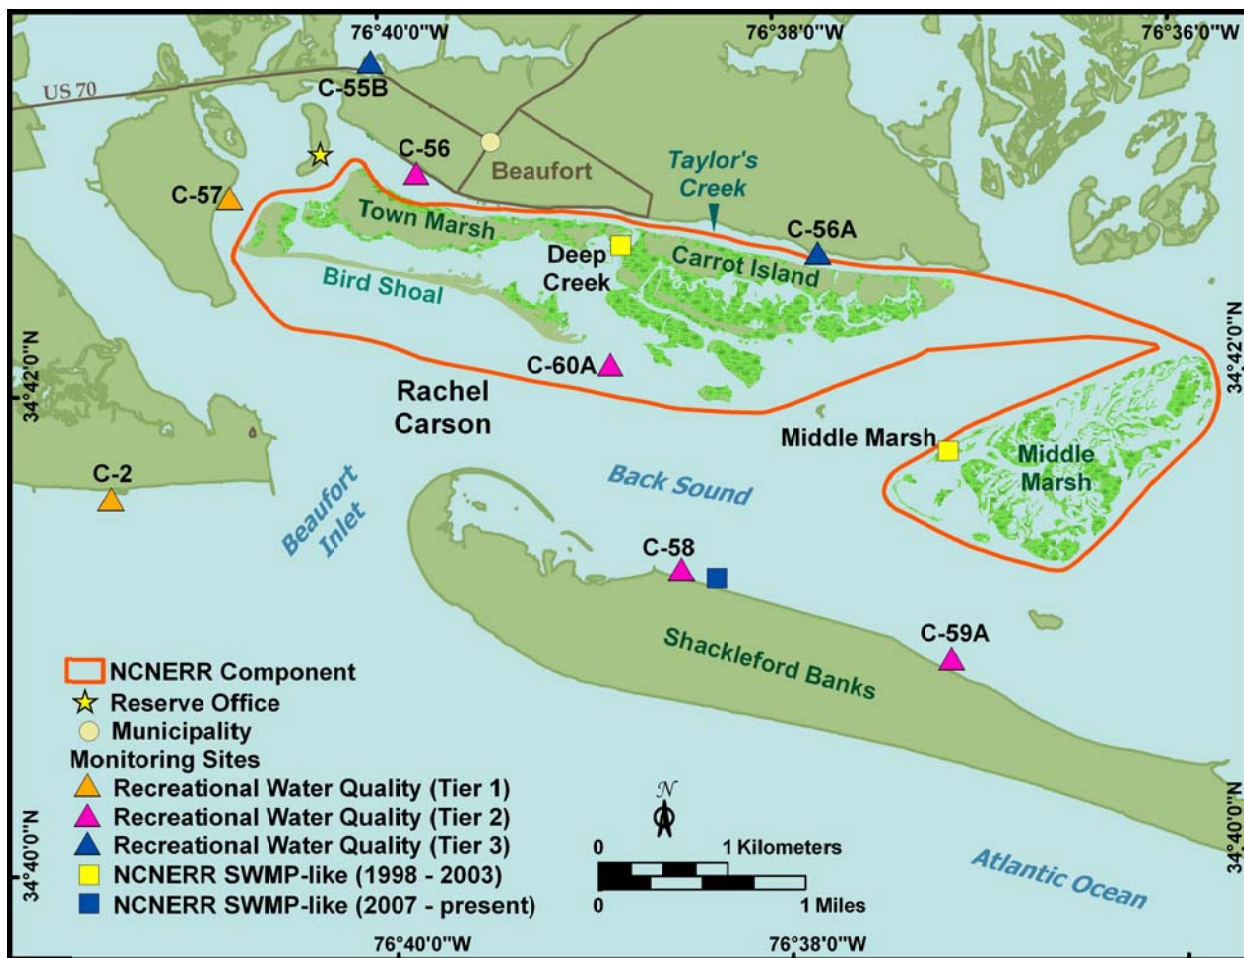 76°40'0"W
76°38'0"W
76°36'0"W
US 70
C-55B
C-56
Beaufort
Taylor's
Creek
C-57
Town Marsh
C-56A
Deep
Creek
Carrot Island
Bird Shoal
34°42'0"N
34°42'0"N
C-60A
Rachel
Carson
Middle Marsh
Middle
Marsh
C-2
Beaufort
Inlet
Back Sound
C-58
C-59A
Shackleford Banks
NCNERR Component
Reserve Office
Municipality
Monitoring Sites
Recreational Water Quality (Tier 1)
Recreational Water Quality (Tier 2)
Recreational Water Quality (Tier 3)
NCNERR SWMP-like (1998 - 2003)
NCNERR SWMP-like (2007 - present)
N
0 1 Kilometers
0 1 Miles
Atlantic Ocean
34°40'0"N
34°40'0"N
76°40'0"W
76°38'0"W